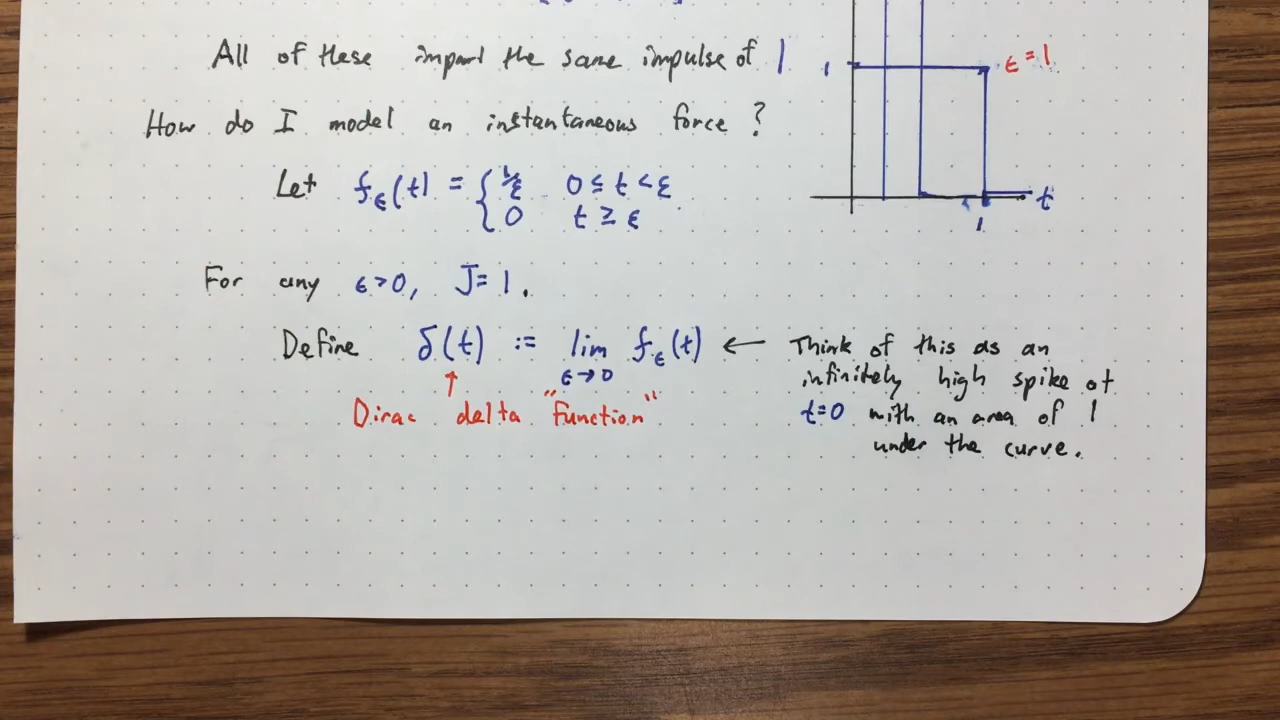 All of these impart the same impulse of 1
1
ε=1
How do I model an instantaneous force?
Let f_ε(t) = { 1/ε 0 ≤ t < ε
0 t ≥ ε
t
1
For any ε>0, J=1.
Define δ(t) := lim f_ε(t) ← Think of this as an
ε→0
infinitely high spike at
↑
Dirac delta "function"
t=0 with an area of 1
under the curve.